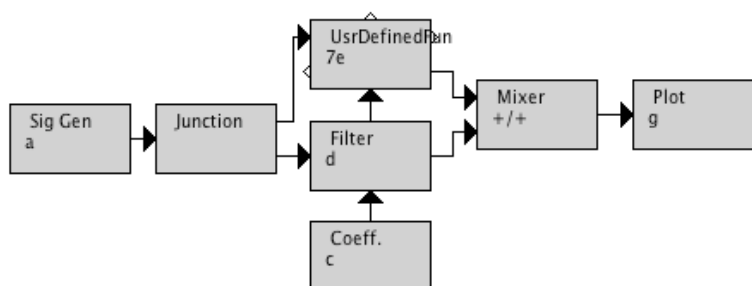 UsrDefinedFun
7e
Sig Gen
a
Junction
Filter
d
Mixer
+/+
Plot
g
Coeff.
c